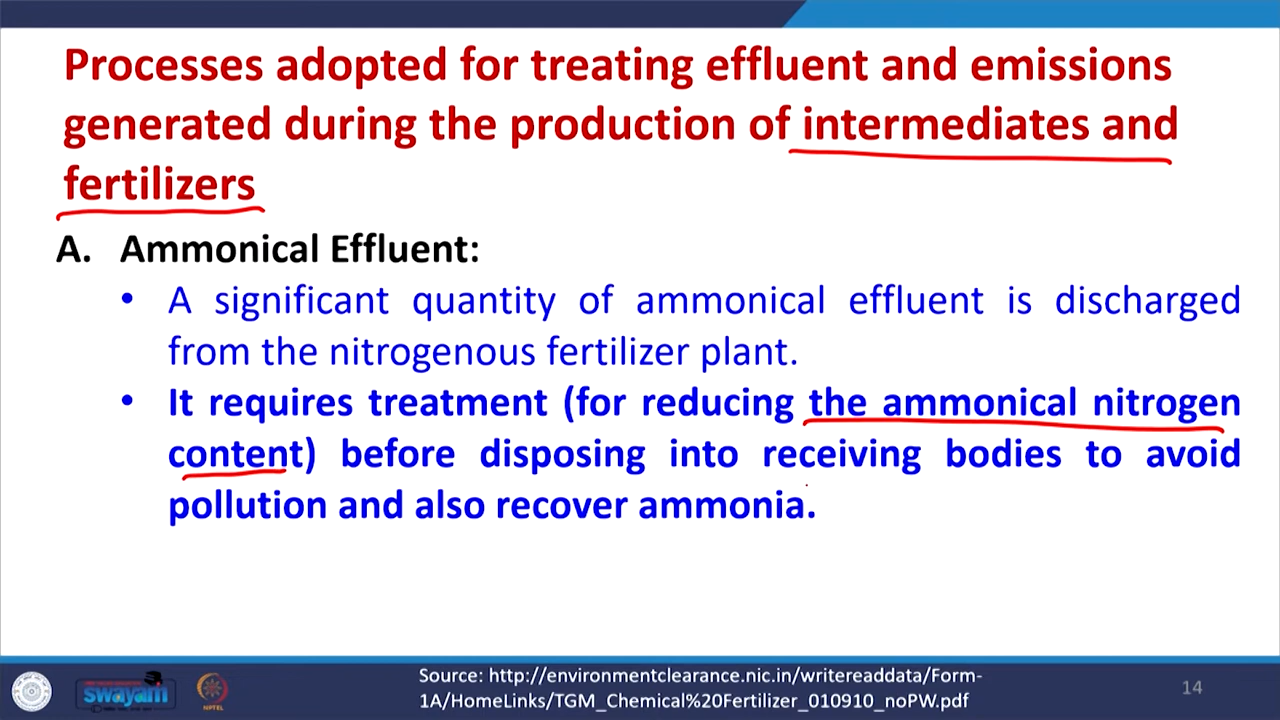 Processes adopted for treating effluent and emissions
generated during the production of intermediates and
fertilizers
A. Ammonical Effluent:
• A significant quantity of ammonical effluent is discharged
from the nitrogenous fertilizer plant.
• It requires treatment (for reducing the ammonical nitrogen
content) before disposing into receiving bodies to avoid
pollution and also recover ammonia.
swayam
NPTEL
Source: http://environmentclearance.nic.in/writereaddata/Form-
1A/HomeLinks/TGM_Chemical%20Fertilizer_010910_noPW.pdf
14